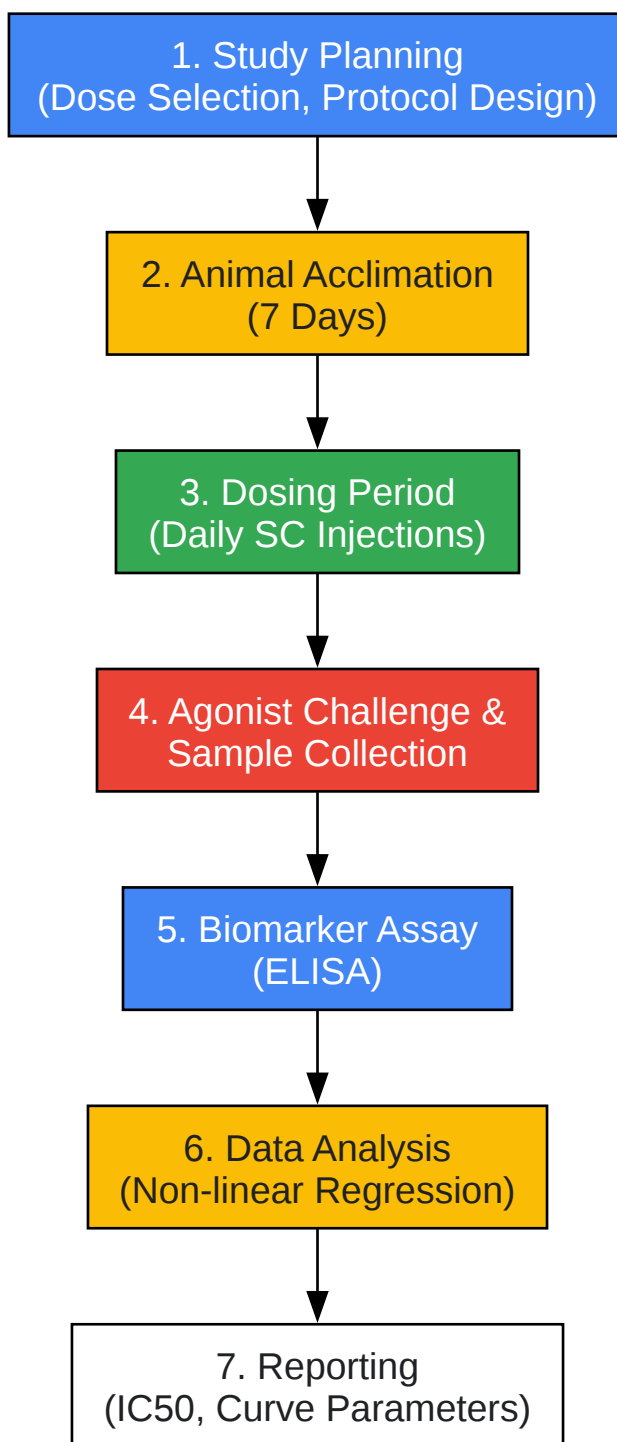 1. Study Planning
(Dose Selection, Protocol Design)
2. Animal Acclimation
(7 Days)
3. Dosing Period
(Daily SC Injections)
4. Agonist Challenge &
Sample Collection
5. Biomarker Assay
(ELISA)
6. Data Analysis
(Non-linear Regression)
7. Reporting
(IC50, Curve Parameters)